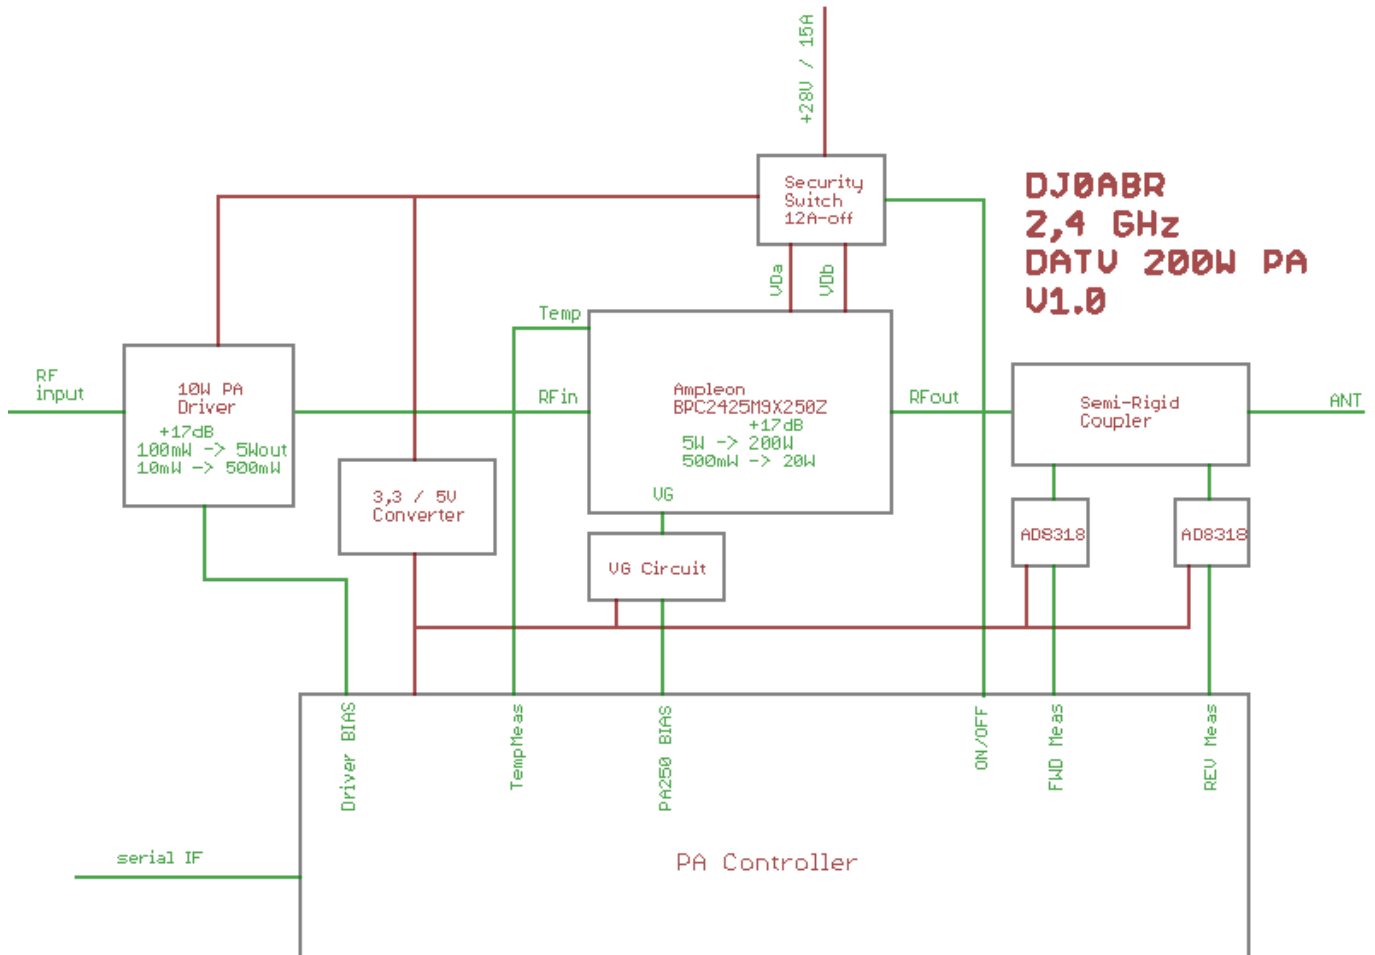 +28V / 15A
Security
Switch
12A-off
DJ0ABR
2,4 GHz
DATV 200W PA
V1.0
VDa
VDb
Temp
RF
input
10W PA
Driver
+17dB
100mW -> 5Wout
10mW -> 500mW
RFin
Ampleon
BPC2425M9X250Z
+17dB
5W -> 200W
500mW -> 20W
VG
RFout
Semi-Rigid
Coupler
ANT
3,3 / 5V
Converter
VG Circuit
AD8318
AD8318
Driver BIAS
TempMeas
PA250 BIAS
ON/OFF
FWD Meas
REV Meas
serial IF
PA Controller